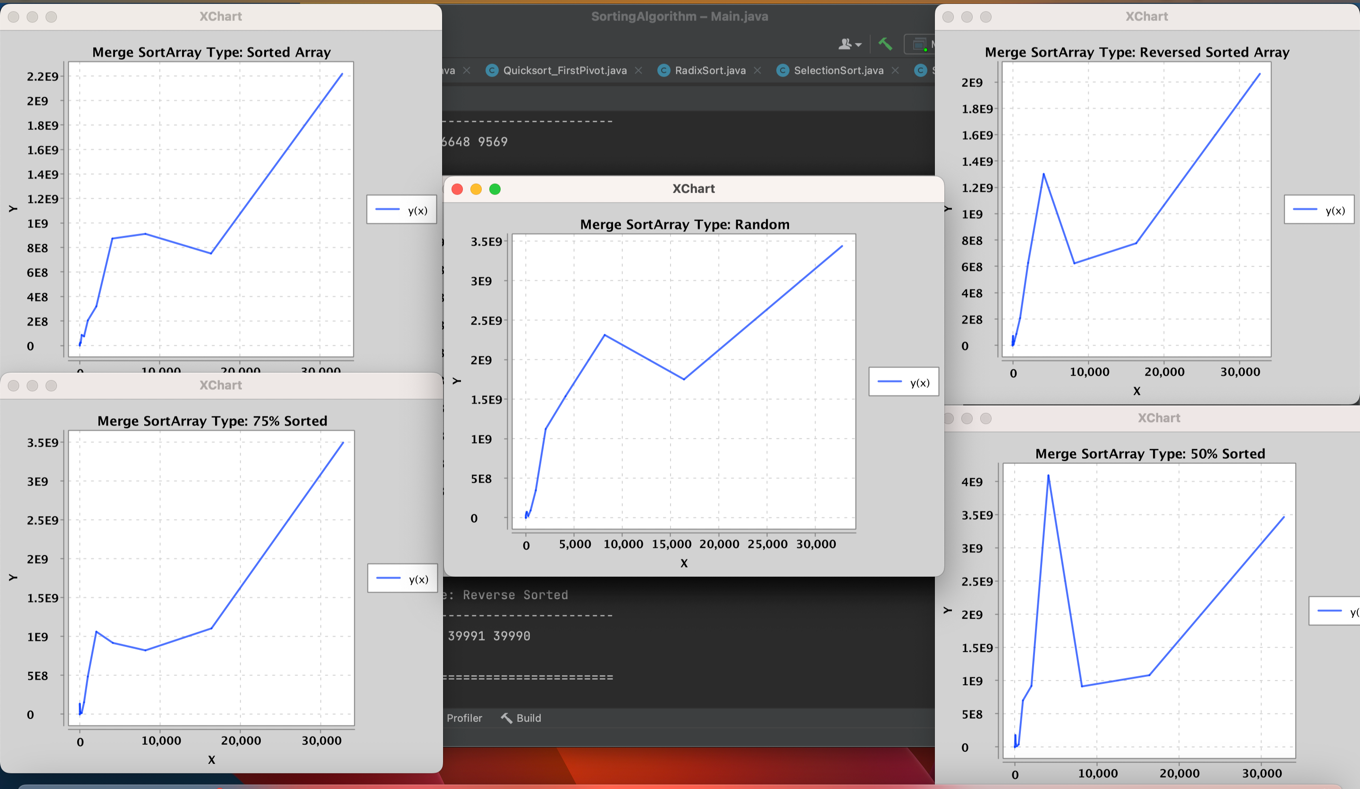 XChart
Merge SortArray Type: Sorted Array
2.2E9
2E9
1.8E9
1.6E9
1.4E9
1.2E9
1E9
8E8
6E8
4E8
2E8
0
Y
y(x)
0 10,000 20,000 30,000
SortingAlgorithm – Main.java
Quicksort_FirstPivot.java RadixSort.java SelectionSort.java
-----------------------
6648 9569
XChart
Merge SortArray Type: Reversed Sorted Array
2E9
1.8E9
1.6E9
1.4E9
1.2E9
1E9
8E8
6E8
4E8
2E8
0
Y
y(x)
0 10,000 20,000 30,000
X
XChart
Merge SortArray Type: Random
3.5E9
3E9
2.5E9
2E9
1.5E9
1E9
5E8
0
Y
y(x)
0 5,000 10,000 15,000 20,000 25,000 30,000
X
XChart
Merge SortArray Type: 75% Sorted
3.5E9
3E9
2.5E9
2E9
1.5E9
1E9
5E8
0
Y
y(x)
0 10,000 20,000 30,000
X
XChart
Merge SortArray Type: 50% Sorted
4E9
3.5E9
3E9
2.5E9
2E9
1.5E9
1E9
5E8
0
Y
y(
0 10,000 20,000 30,000
: Reverse Sorted
-----------------------
39991 39990
=======================
Profiler Build